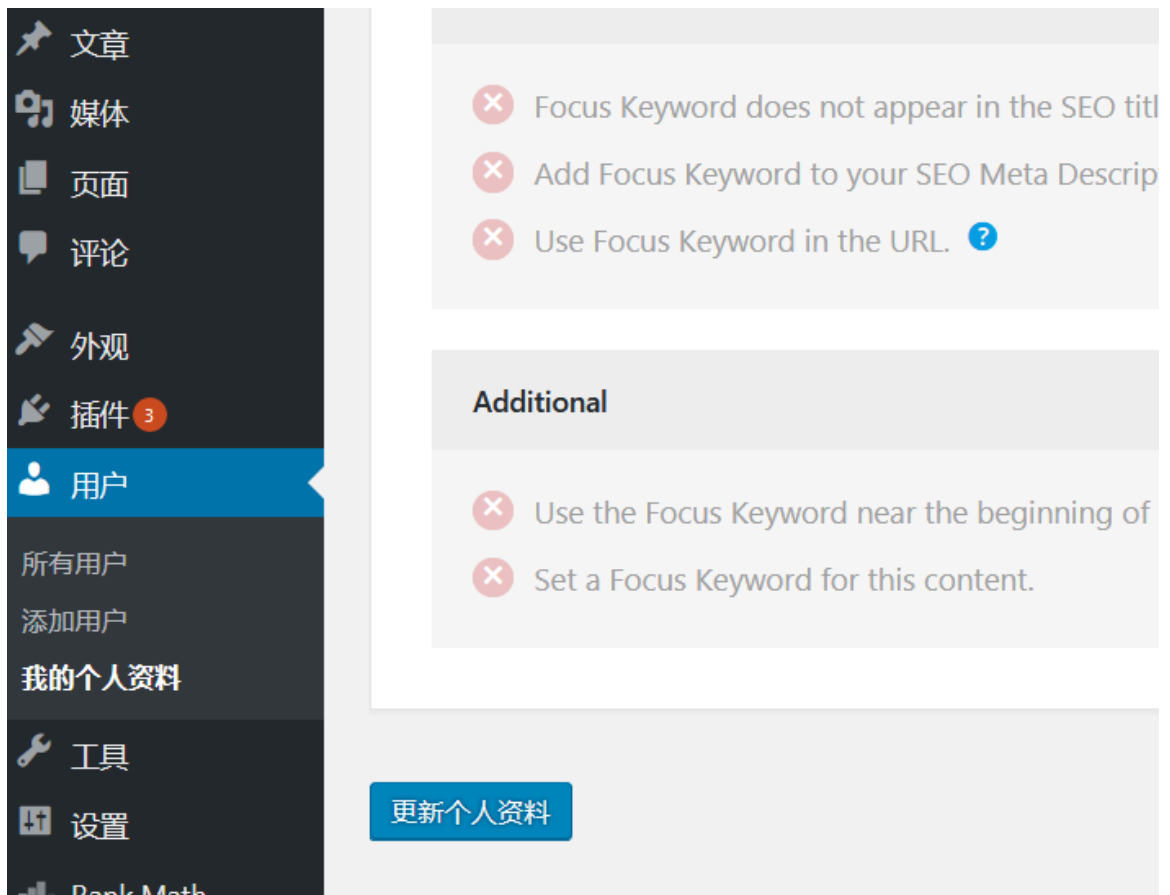 文章
媒体
页面
评论
外观
插件 3
用户
所有用户
添加用户
我的个人资料
工具
设置
Rank Math
Focus Keyword does not appear in the SEO titl
Add Focus Keyword to your SEO Meta Descrip
Use Focus Keyword in the URL. ?
Additional
Use the Focus Keyword near the beginning of
Set a Focus Keyword for this content.
更新个人资料